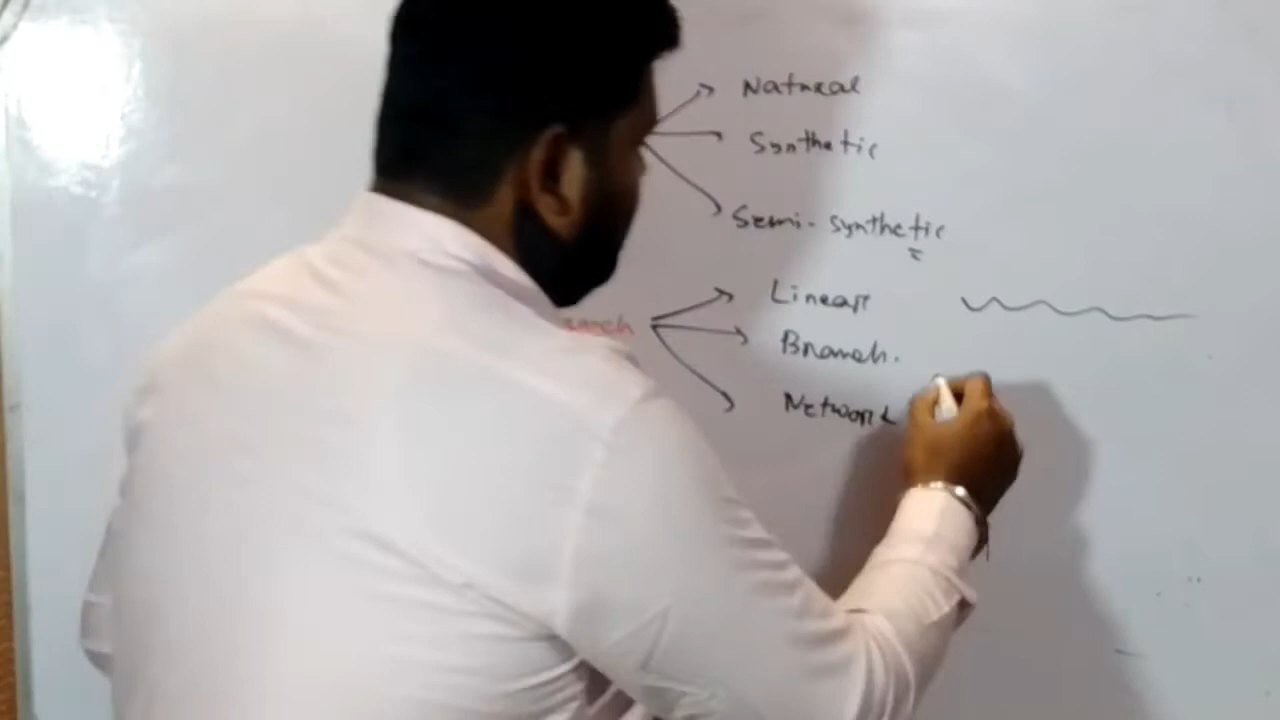 Natural
Synthetic
Semi-synthetic
Linear
Branch.
Network